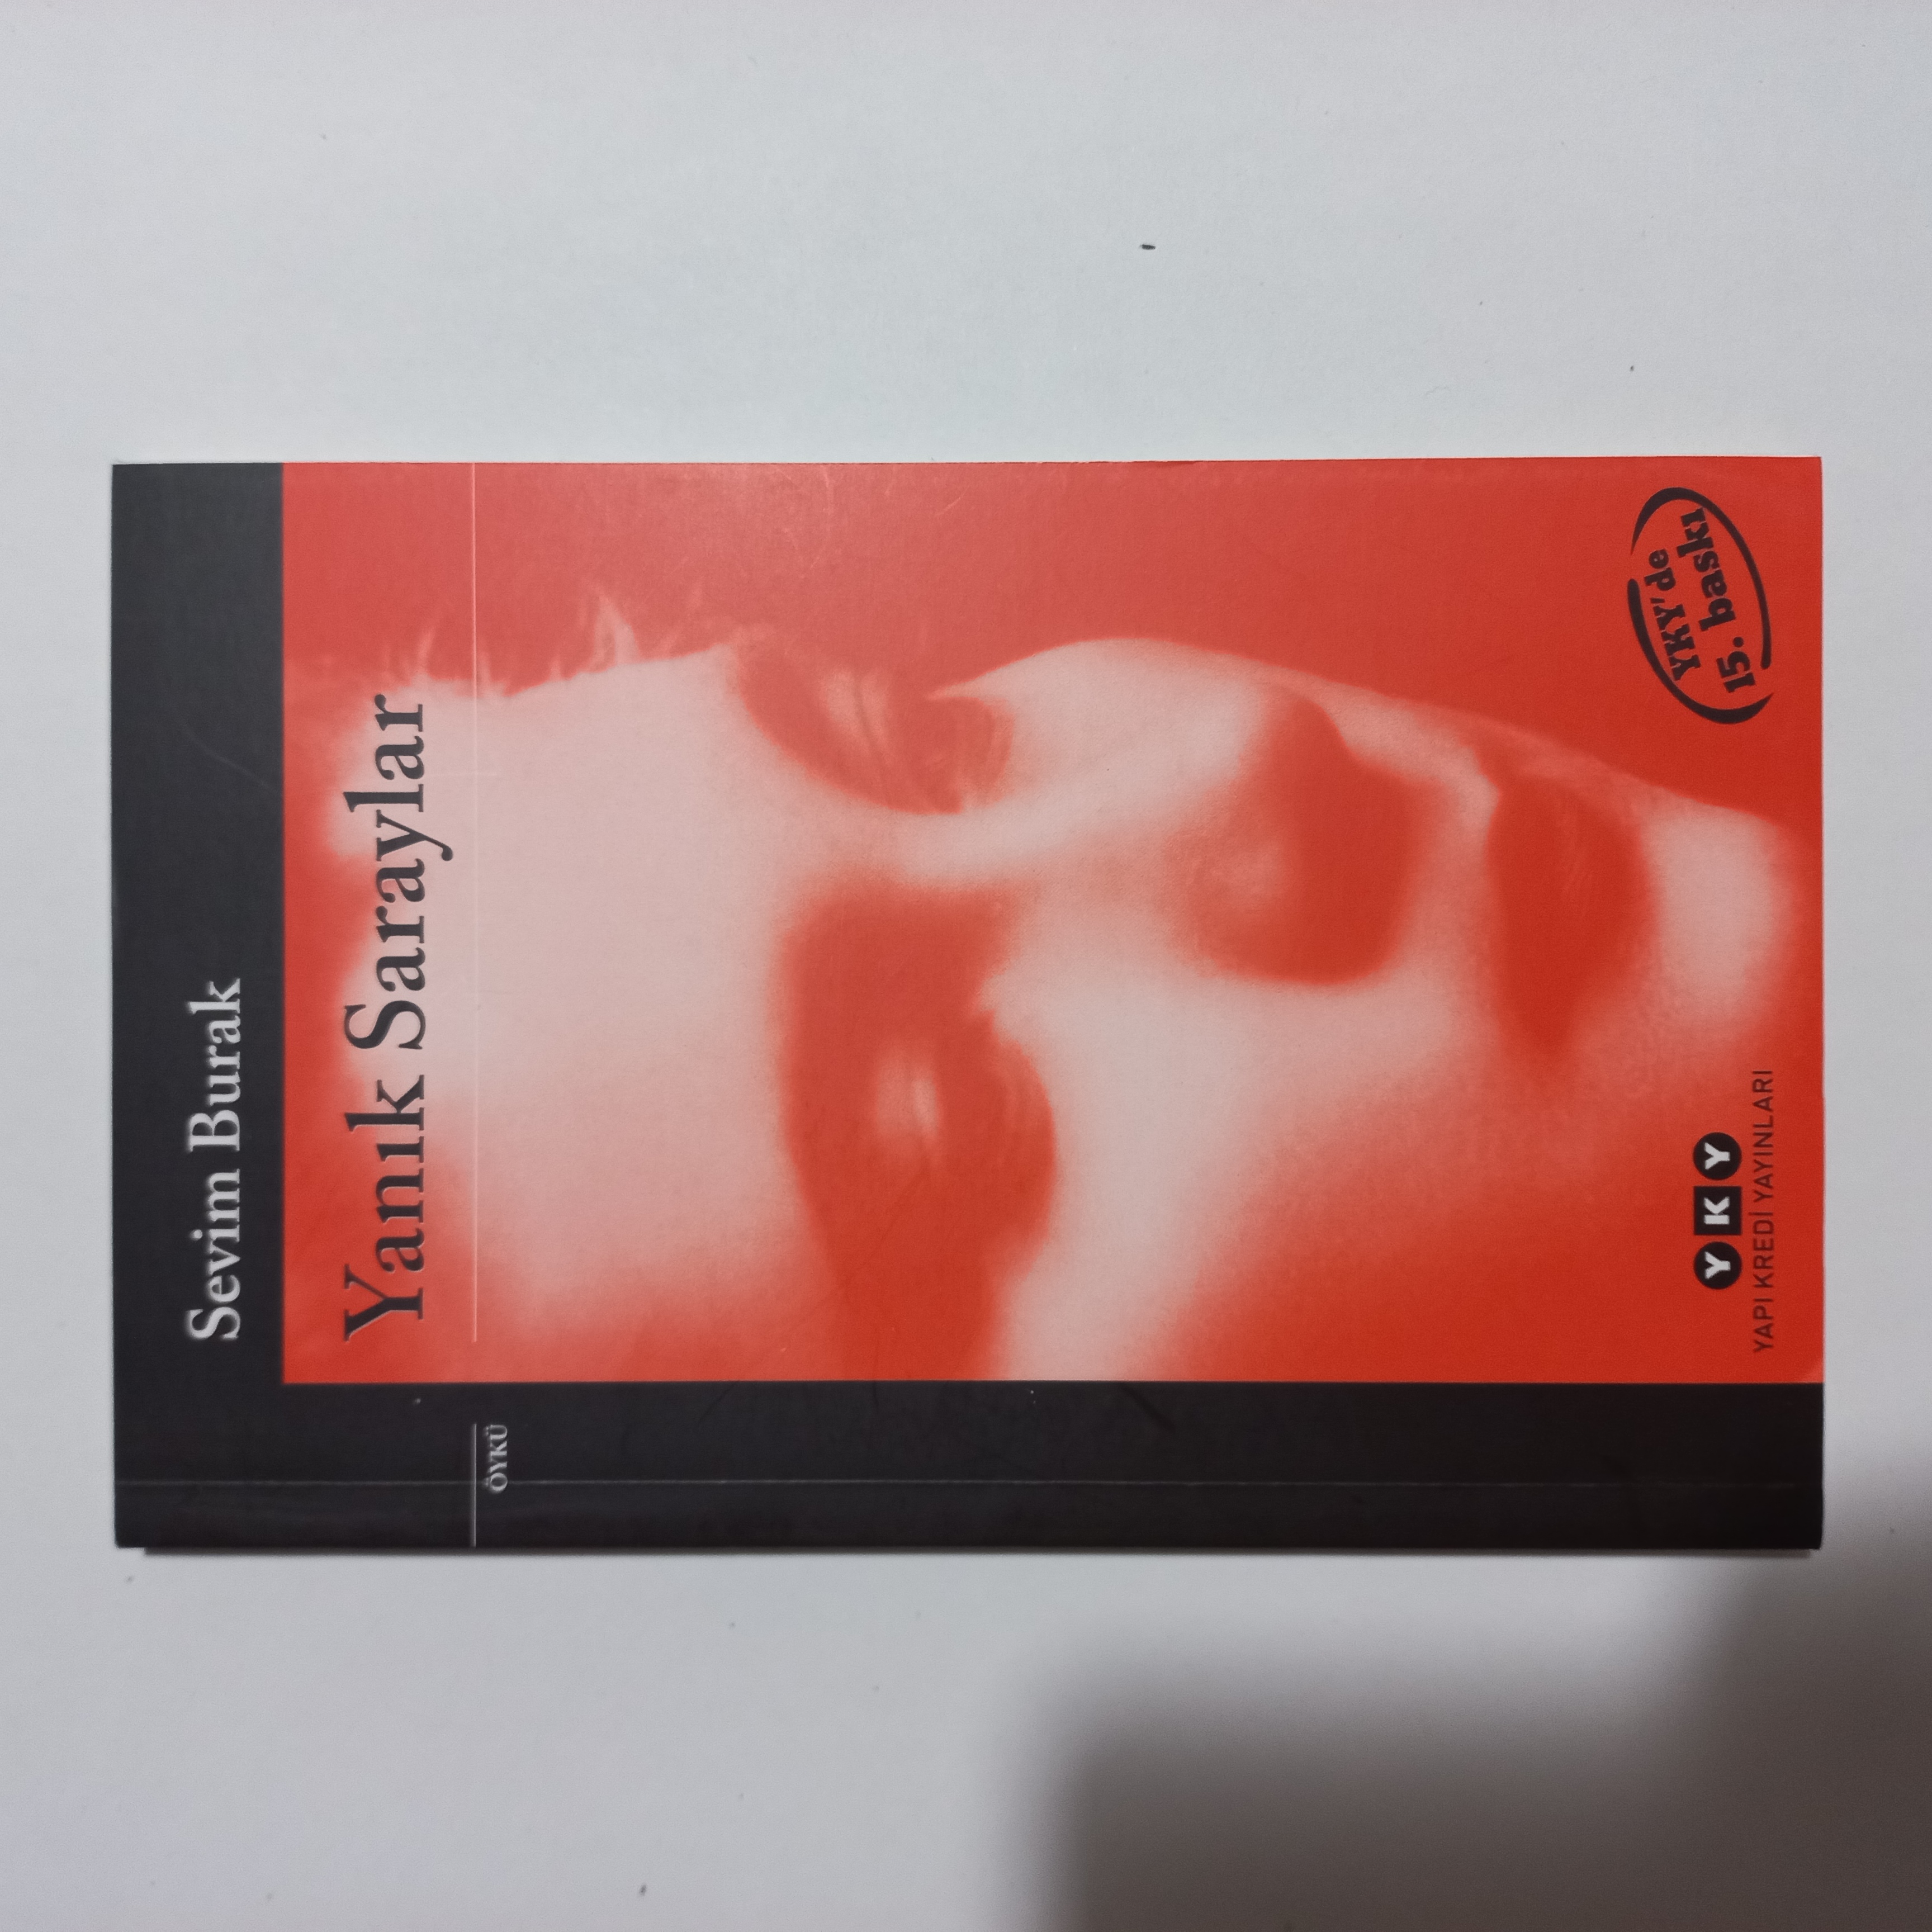 Sevim Burak
Yanık Saraylar
ÖYKÜ
YKY
YAPI KREDİ YAYINLARI
YKY'de
15. baskı